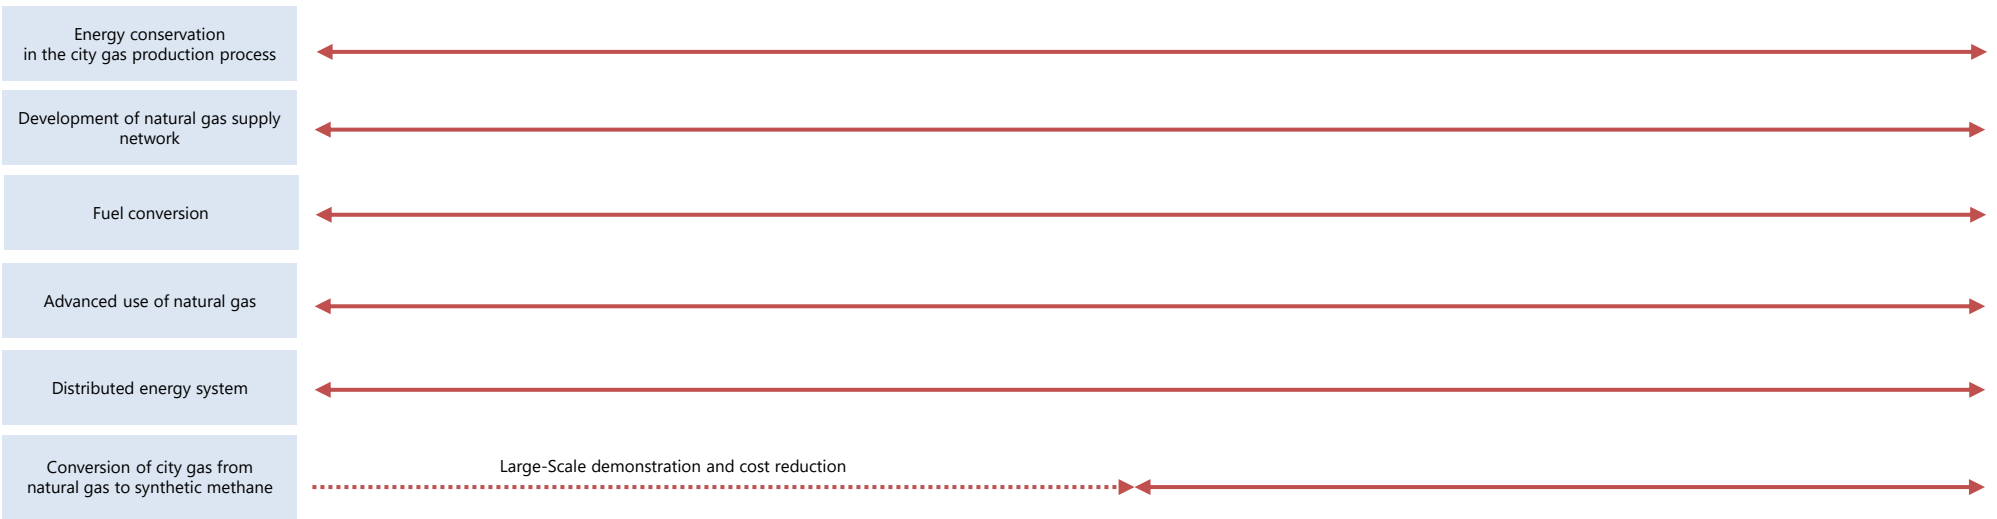 Energy conservation
in the city gas production process
Development of natural gas supply
network
Fuel conversion
Advanced use of natural gas
Distributed energy system
Conversion of city gas from
natural gas to synthetic methane
Large-Scale demonstration and cost reduction